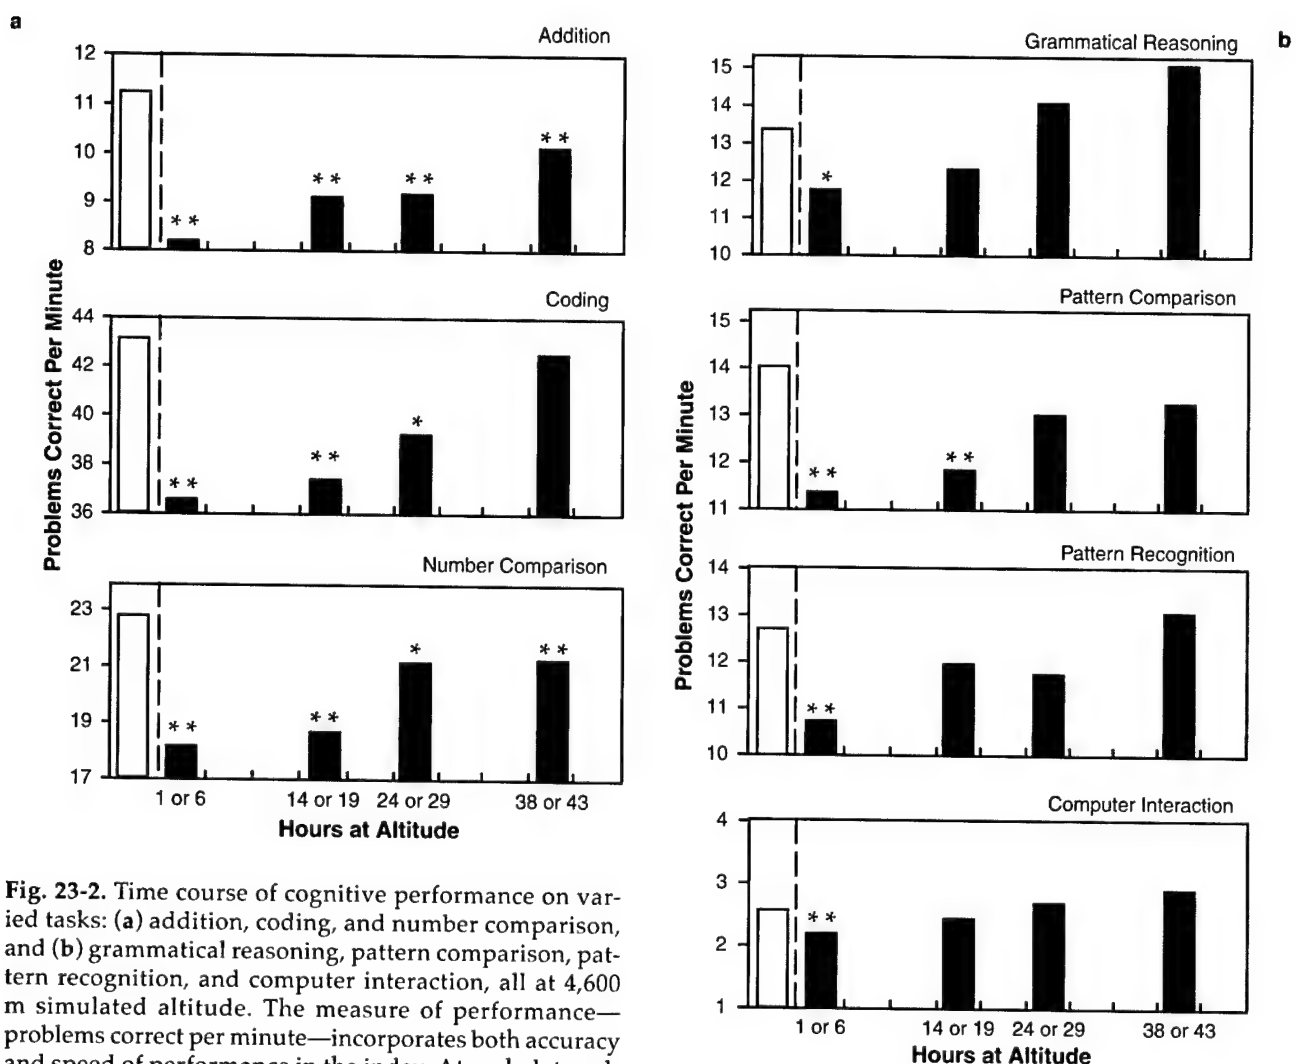 a
Addition
12
11
10
9
8
* *
* *
* *
* *
Coding
44
42
40
38
36
* *
* *
*
Number Comparison
23
21
19
17
* *
* *
*
* *
1 or 6
14 or 19
24 or 29
38 or 43
Hours at Altitude
Problems Correct Per Minute
b
Grammatical Reasoning
15
14
13
12
11
10
*
Pattern Comparison
15
14
13
12
11
* *
* *
Pattern Recognition
14
13
12
11
10
* *
Computer Interaction
4
3
2
1
* *
1 or 6
14 or 19
24 or 29
38 or 43
Hours at Altitude
Problems Correct Per Minute
Fig. 23-2. Time course of cognitive performance on var-
ied tasks: (a) addition, coding, and number comparison,
and (b) grammatical reasoning, pattern comparison, pat-
tern recognition, and computer interaction, all at 4,600
m simulated altitude. The measure of performance—
problems correct per minute—incorporates both accuracy